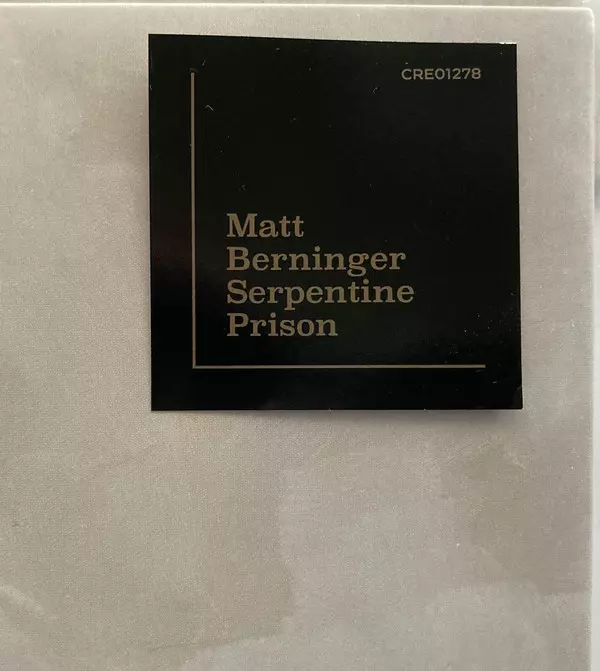 CRE01278
Matt
Berninger
Serpentine
Prison